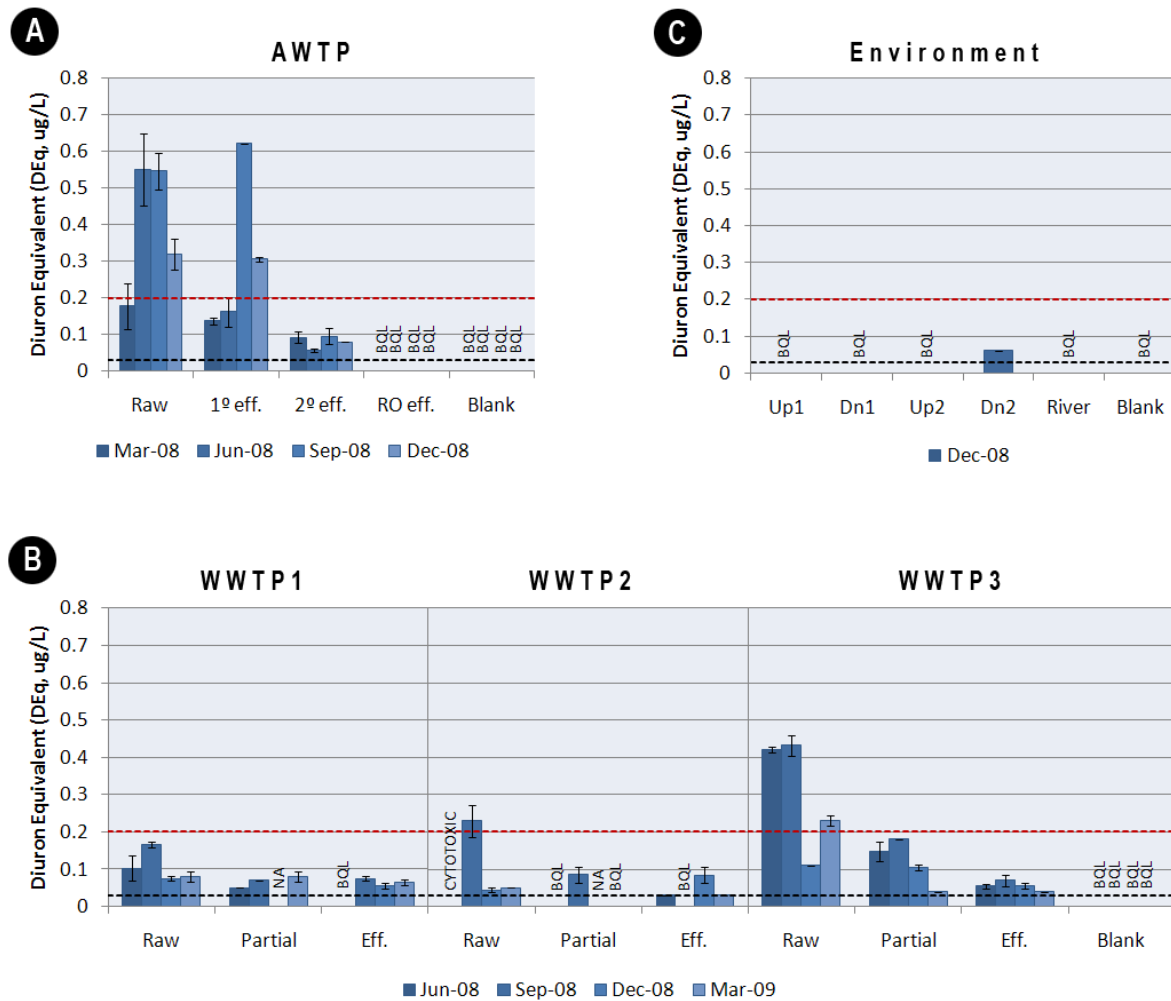 A
AWTP
Diuron Equivalent (DEq, ug/L)
0.8
0.7
0.6
0.5
0.4
0.3
0.2
0.1
0
BQL BQL BQL BQL
BQL BQL BQL BQL
Raw 1º eff. 2º eff. RO eff. Blank
Mar-08 Jun-08 Sep-08 Dec-08
C
Environment
Diuron Equivalent (DEq, ug/L)
0.8
0.7
0.6
0.5
0.4
0.3
0.2
0.1
0
BQL BQL BQL BQL BQL
Up1 Dn1 Up2 Dn2 River Blank
Dec-08
B
WWTP1 WWTP2 WWTP3
Diuron Equivalent (DEq, ug/L)
0.8
0.7
0.6
0.5
0.4
0.3
0.2
0.1
0
NA BQL CYTOTOXIC BQL NA BQL BQL BQL BQL BQL BQL
Raw Partial Eff. Raw Partial Eff. Raw Partial Eff. Blank
Jun-08 Sep-08 Dec-08 Mar-09